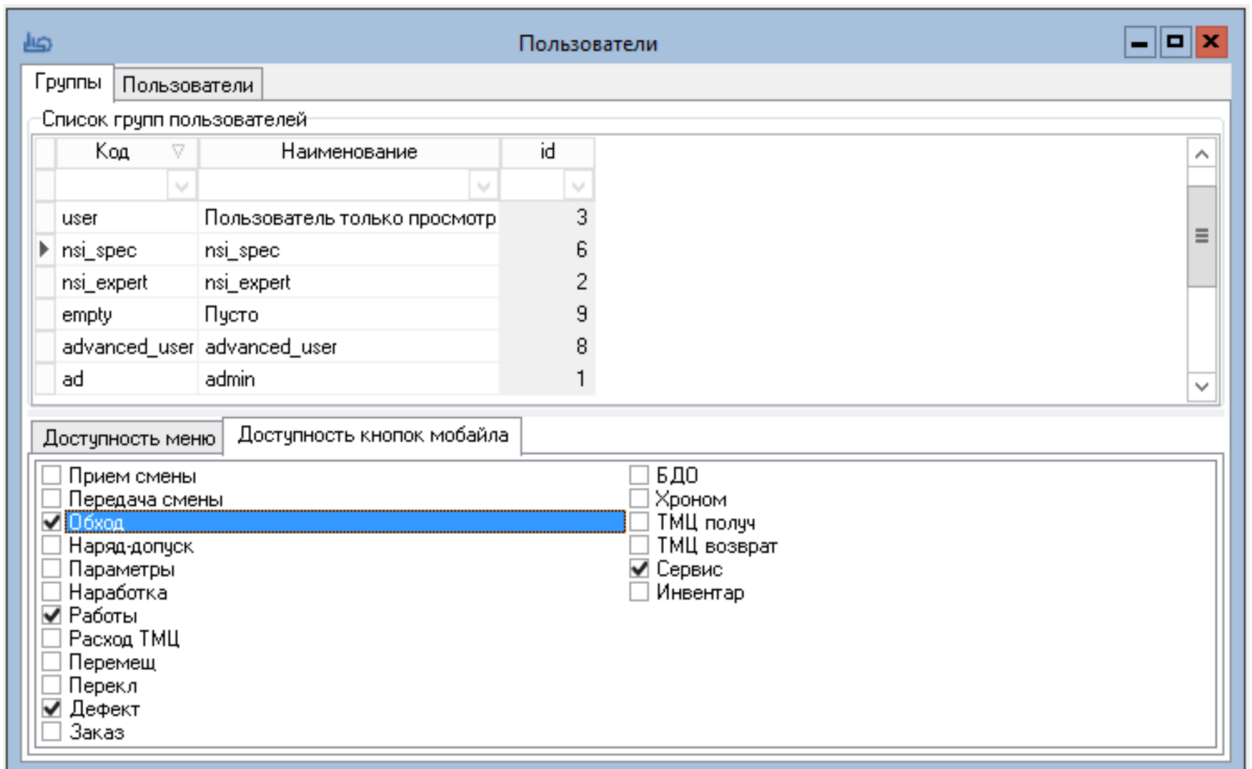 Пользователи
Группы Пользователи
Список групп пользователей
Код Наименование id
user Пользователь только просмотр 3
nsi_spec nsi_spec 6
nsi_expert nsi_expert 2
empty Пусто 9
advanced_user advanced_user 8
ad admin 1
Доступность меню Доступность кнопок мобайла
Прием смены
Передача смены
Обход
Наряд-допуск
Параметры
Наработка
Работы
Расход ТМЦ
Перемещ
Перекл
Дефект
Заказ
БДО
Хроном
ТМЦ получ
ТМЦ возврат
Сервис
Инвентар